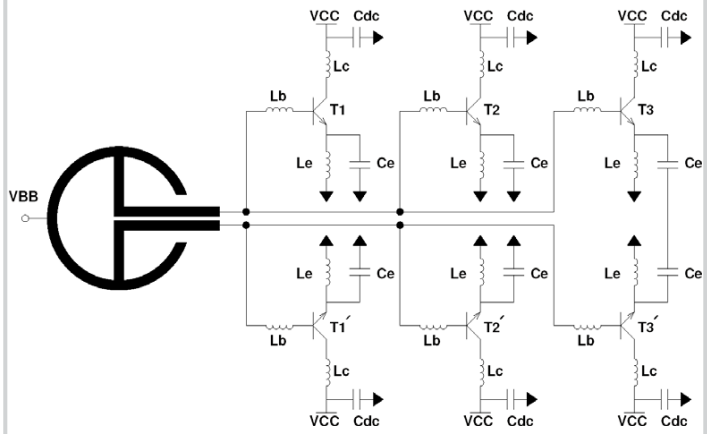 VCC Cdc VCC Cdc VCC Cdc
Lc Lc Lc
Lb T1 Lb T2 Lb T3
Le Ce Le Ce Le Ce
VBB
Le Ce Le Ce Le Ce
T1´ T2´ T3´
Lb Lb Lb
Lc Lc Lc
VCC Cdc VCC Cdc VCC Cdc